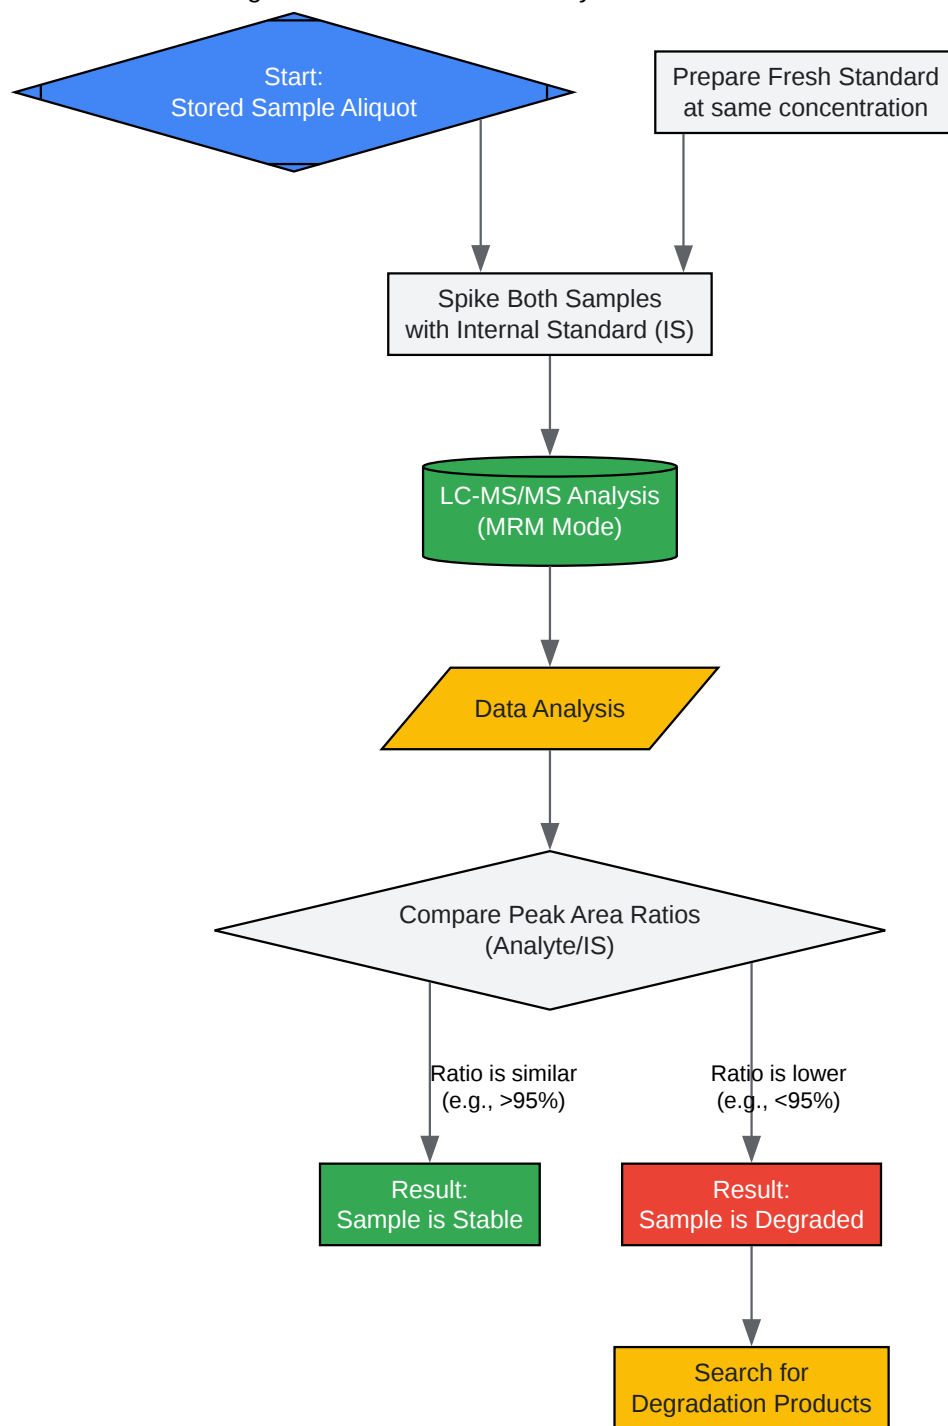 Start:
Stored Sample Aliquot
Prepare Fresh Standard
at same concentration
Spike Both Samples
with Internal Standard (IS)
LC-MS/MS Analysis
(MRM Mode)
Data Analysis
Compare Peak Area Ratios
(Analyte/IS)
Ratio is similar
(e.g., >95%)
Ratio is lower
(e.g., <95%)
Result:
Sample is Stable
Result:
Sample is Degraded
Search for
Degradation Products